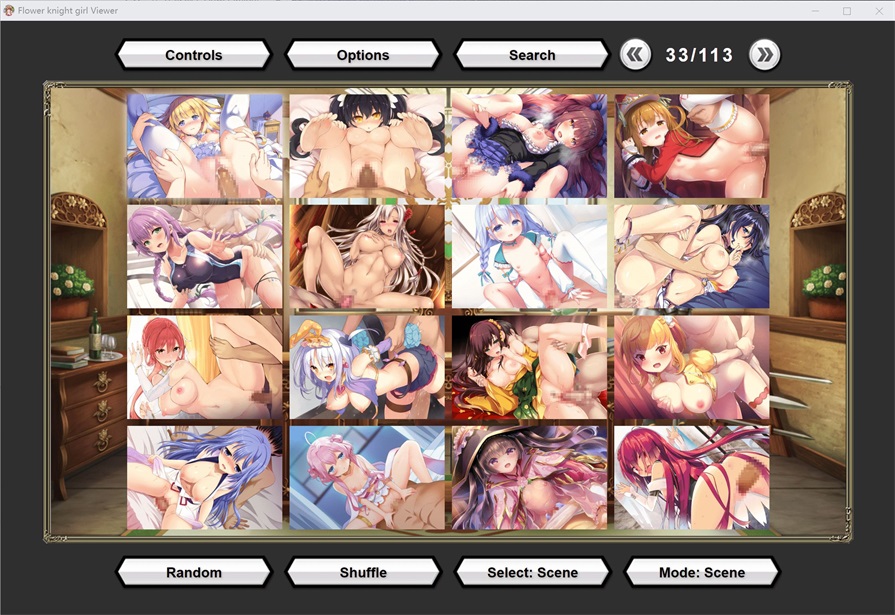 Flower knight girl Viewer
Controls
Options
Search
33/113
Random
Shuffle
Select: Scene
Mode: Scene